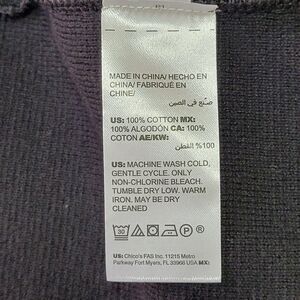 MADE IN CHINA/ HECHO EN
CHINA/ FABRIQUÉ EN
CHINE/
صنع في الصين
US: 100% COTTON MX:
100% ALGODÓN CA: 100%
COTON AE/KW:
100% القطن
US: MACHINE WASH COLD,
GENTLE CYCLE. ONLY
NON-CHLORINE BLEACH.
TUMBLE DRY LOW. WARM
IRON. MAY BE DRY
CLEANED
30
P
US: Chico's FAS Inc. 11215 Metro
Parkway Fort Myers, FL 33966 USA MX: